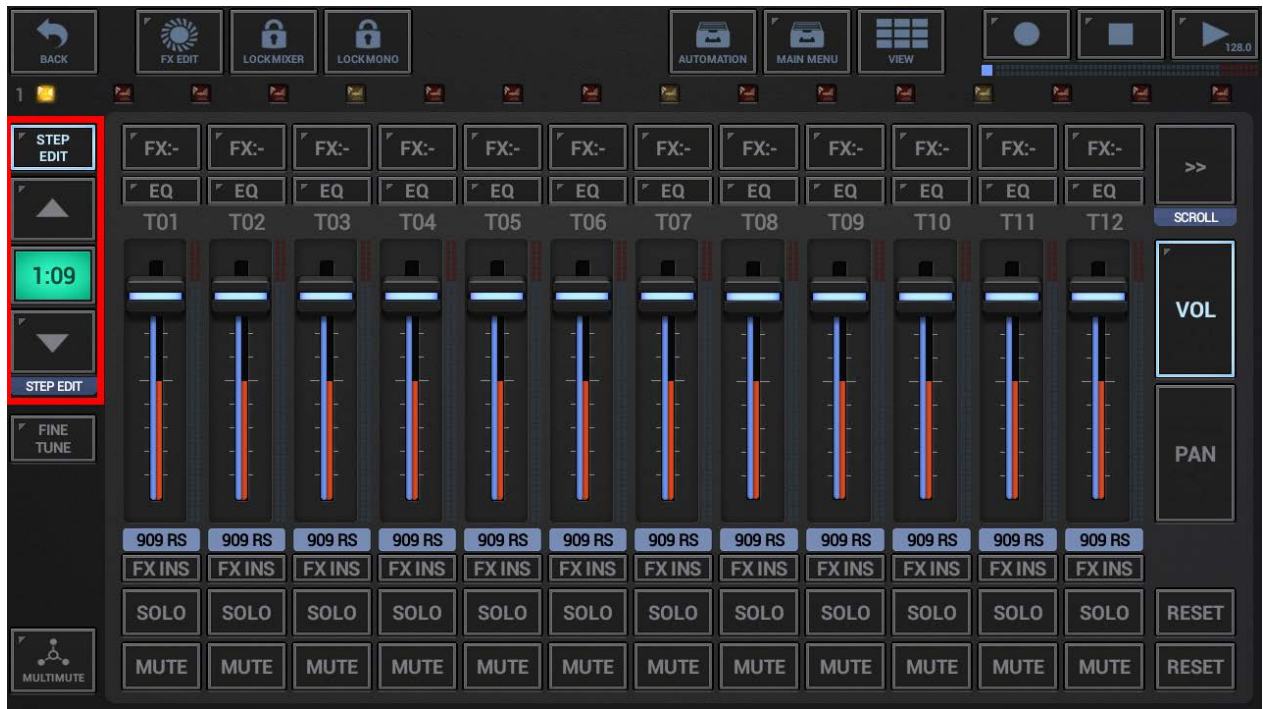 BACK
FX EDIT
LOCKMIXER
LOCKMONO
AUTOMATION
MAIN MENU
VIEW
128.0
1
STEP
EDIT
1:09
STEP EDIT
FINE
TUNE
MULTIMUTE
FX:- FX:- FX:- FX:- FX:- FX:- FX:- FX:- FX:- FX:- FX:- FX:-
EQ EQ EQ EQ EQ EQ EQ EQ EQ EQ EQ EQ
T01 T02 T03 T04 T05 T06 T07 T08 T09 T10 T11 T12
909 RS 909 RS 909 RS 909 RS 909 RS 909 RS 909 RS 909 RS 909 RS 909 RS 909 RS 909 RS
FX INS FX INS FX INS FX INS FX INS FX INS FX INS FX INS FX INS FX INS FX INS FX INS
SOLO SOLO SOLO SOLO SOLO SOLO SOLO SOLO SOLO SOLO SOLO SOLO RESET
MUTE MUTE MUTE MUTE MUTE MUTE MUTE MUTE MUTE MUTE MUTE MUTE RESET
>>
SCROLL
VOL
PAN